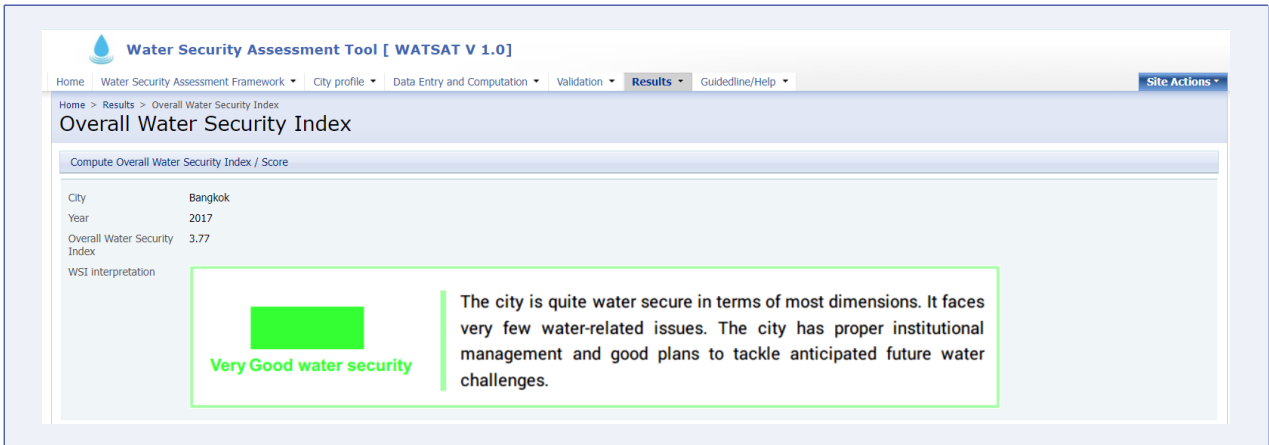 Water Security Assessment Tool [ WATSAT V 1.0]
Home Water Security Assessment Framework City profile Data Entry and Computation Validation Results Guidedline/Help Site Actions
Home > Results > Overall Water Security Index
Overall Water Security Index
Compute Overall Water Security Index / Score
City Bangkok
Year 2017
Overall Water Security 3.77
Index
WSI interpretation
The city is quite water secure in terms of most dimensions. It faces
very few water-related issues. The city has proper institutional
management and good plans to tackle anticipated future water
challenges.
Very Good water security